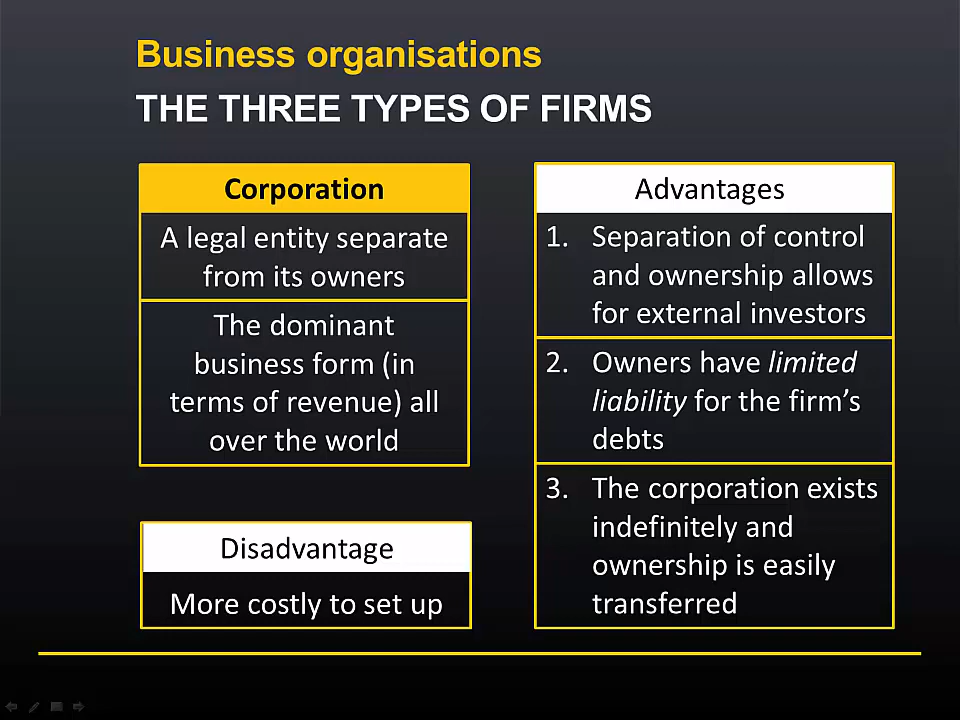 Business organisations
THE THREE TYPES OF FIRMS
Corporation
A legal entity separate
from its owners
The dominant
business form (in
terms of revenue) all
over the world
Disadvantage
More costly to set up
Advantages
1. Separation of control
and ownership allows
for external investors
2. Owners have limited
liability for the firm’s
debts
3. The corporation exists
indefinitely and
ownership is easily
transferred